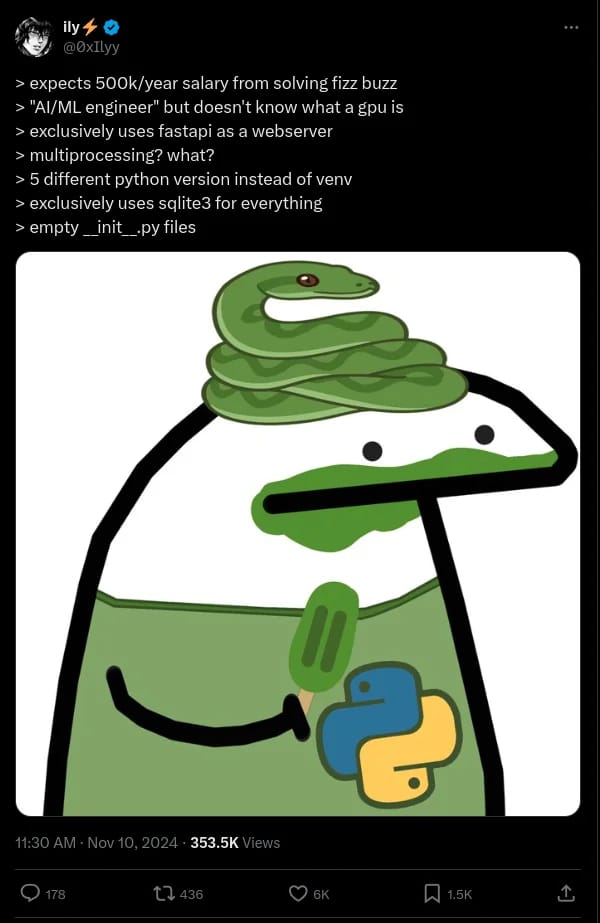 ily⚡
@0xIlyy
> expects 500k/year salary from solving fizz buzz
> "AI/ML engineer" but doesn't know what a gpu is
> exclusively uses fastapi as a webserver
> multiprocessing? what?
> 5 different python version instead of venv
> exclusively uses sqlite3 for everything
> empty __init__.py files
11:30 AM · Nov 10, 2024 · 353.5K Views
178 436 6K 1.5K